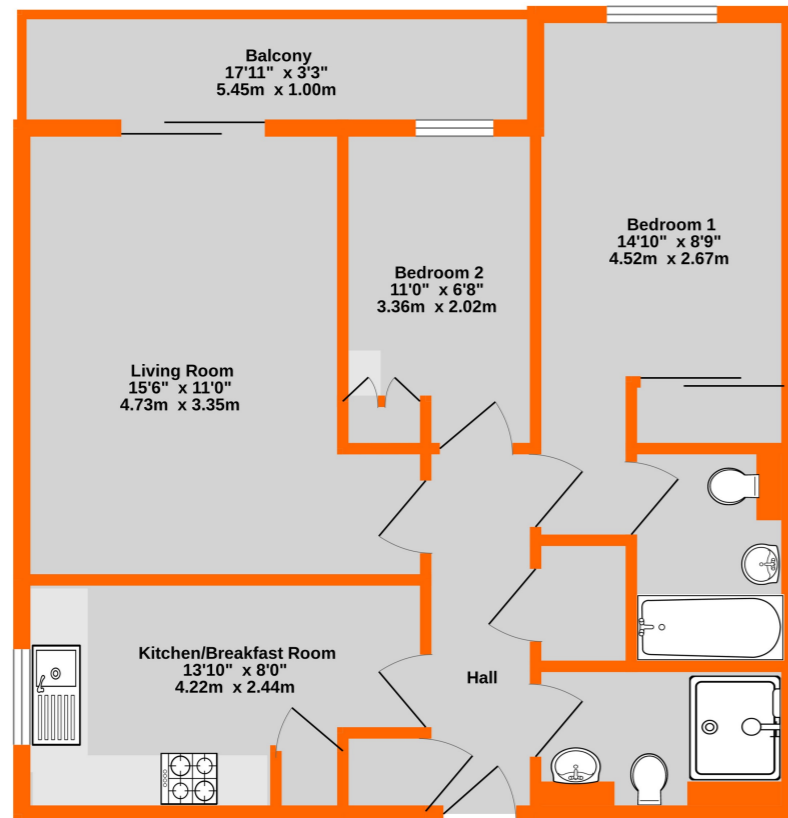 Balcony
17'11" x 3'3"
5.45m x 1.00m
Bedroom 1
14'10" x 8'9"
4.52m x 2.67m
Bedroom 2
11'0" x 6'8"
3.36m x 2.02m
Living Room
15'6" x 11'0"
4.73m x 3.35m
Kitchen/Breakfast Room
13'10" x 8'0"
4.22m x 2.44m
Hall